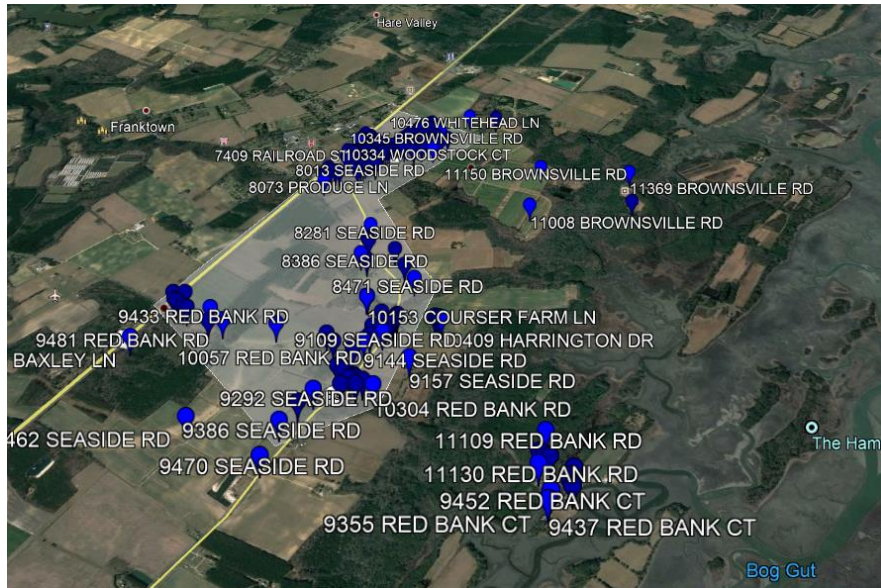 Hare Valley
10476 WHITEHEAD LN
Franktown
10345 BROWNSVILLE RD
7409 RAILROAD ST
10334 WOODSTOCK CT
8013 SEASIDE RD
11150 BROWNSVILLE RD
8073 PRODUCE LN
11369 BROWNSVILLE RD
11008 BROWNSVILLE RD
8281 SEASIDE RD
8386 SEASIDE RD
8471 SEASIDE RD
9433 RED BANK RD
10153 COURSER FARM LN
9481 RED BANK RD
9109 SEASIDE RD
0409 HARRINGTON DR
BAXLEY LN
10057 RED BANK RD
9144 SEASIDE RD
9157 SEASIDE RD
9292 SEASIDE RD
10304 RED BANK RD
9386 SEASIDE RD
462 SEASIDE RD
11109 RED BANK RD
The Ham
9470 SEASIDE RD
11130 RED BANK RD
9452 RED BANK CT
9355 RED BANK CT
9437 RED BANK CT
Bog Gut